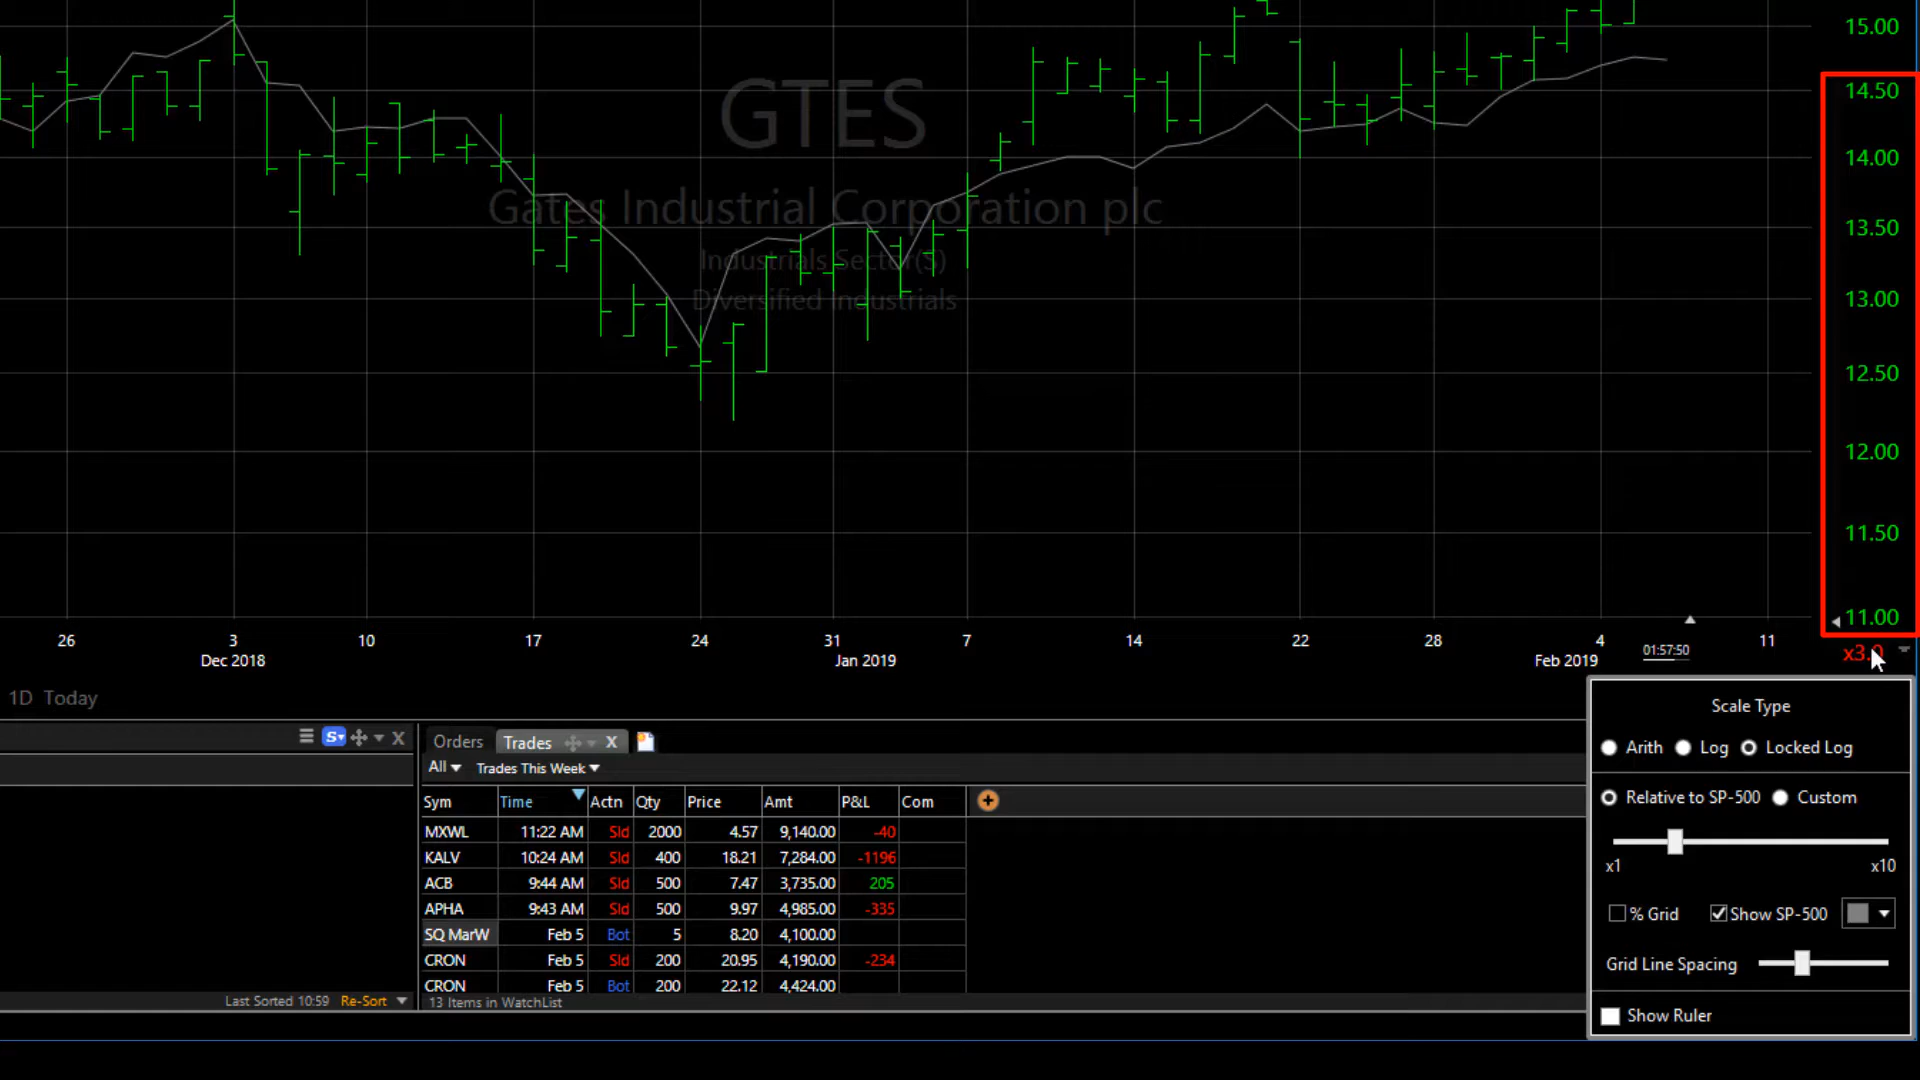 15.00
14.50
14.00
13.50
13.00
12.50
12.00
11.50
11.00
GTES
Gates Industrial Corporation plc
Industrials Sector(S)
Diversified Industrials
26 3 10 17 24 31 7 14 22 28 4 01:57:50 11 x3.0
Dec 2018 Jan 2019 Feb 2019
1D Today
S
Orders Trades X
All Trades This Week
Sym Time Actn Qty Price Amt P&L Com
MXWL 11:22 AM Sld 2000 4.57 9,140.00 -40
KALV 10:24 AM Sld 400 18.21 7,284.00 -1196
ACB 9:44 AM Sld 500 7.47 3,735.00 205
APHA 9:43 AM Sld 500 9.97 4,985.00 -335
SQ MarW Feb 5 Bot 5 8.20 4,100.00
CRON Feb 5 Sld 200 20.95 4,190.00 -234
CRON Feb 5 Bot 200 22.12 4,424.00
Last Sorted 10:59 Re-Sort
13 Items in WatchList
Scale Type
Arith Log Locked Log
Relative to SP-500 Custom
x1 x10
% Grid Show SP-500
Grid Line Spacing
Show Ruler